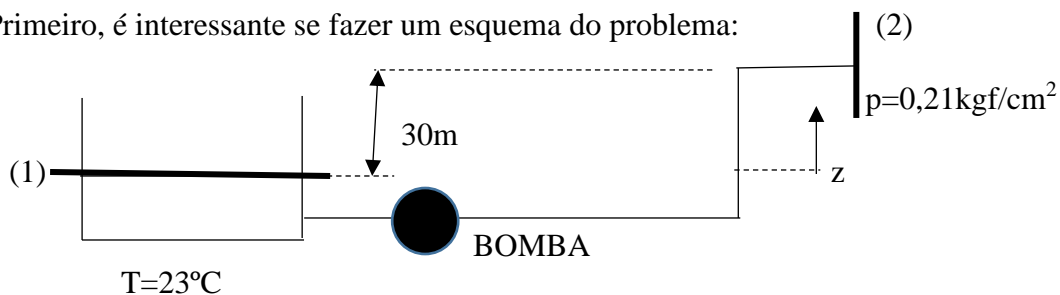 Primeiro, é interessante se fazer um esquema do problema:
(2)
p=0,21kgf/cm²
30m
(1)
z
BOMBA
T=23ºC